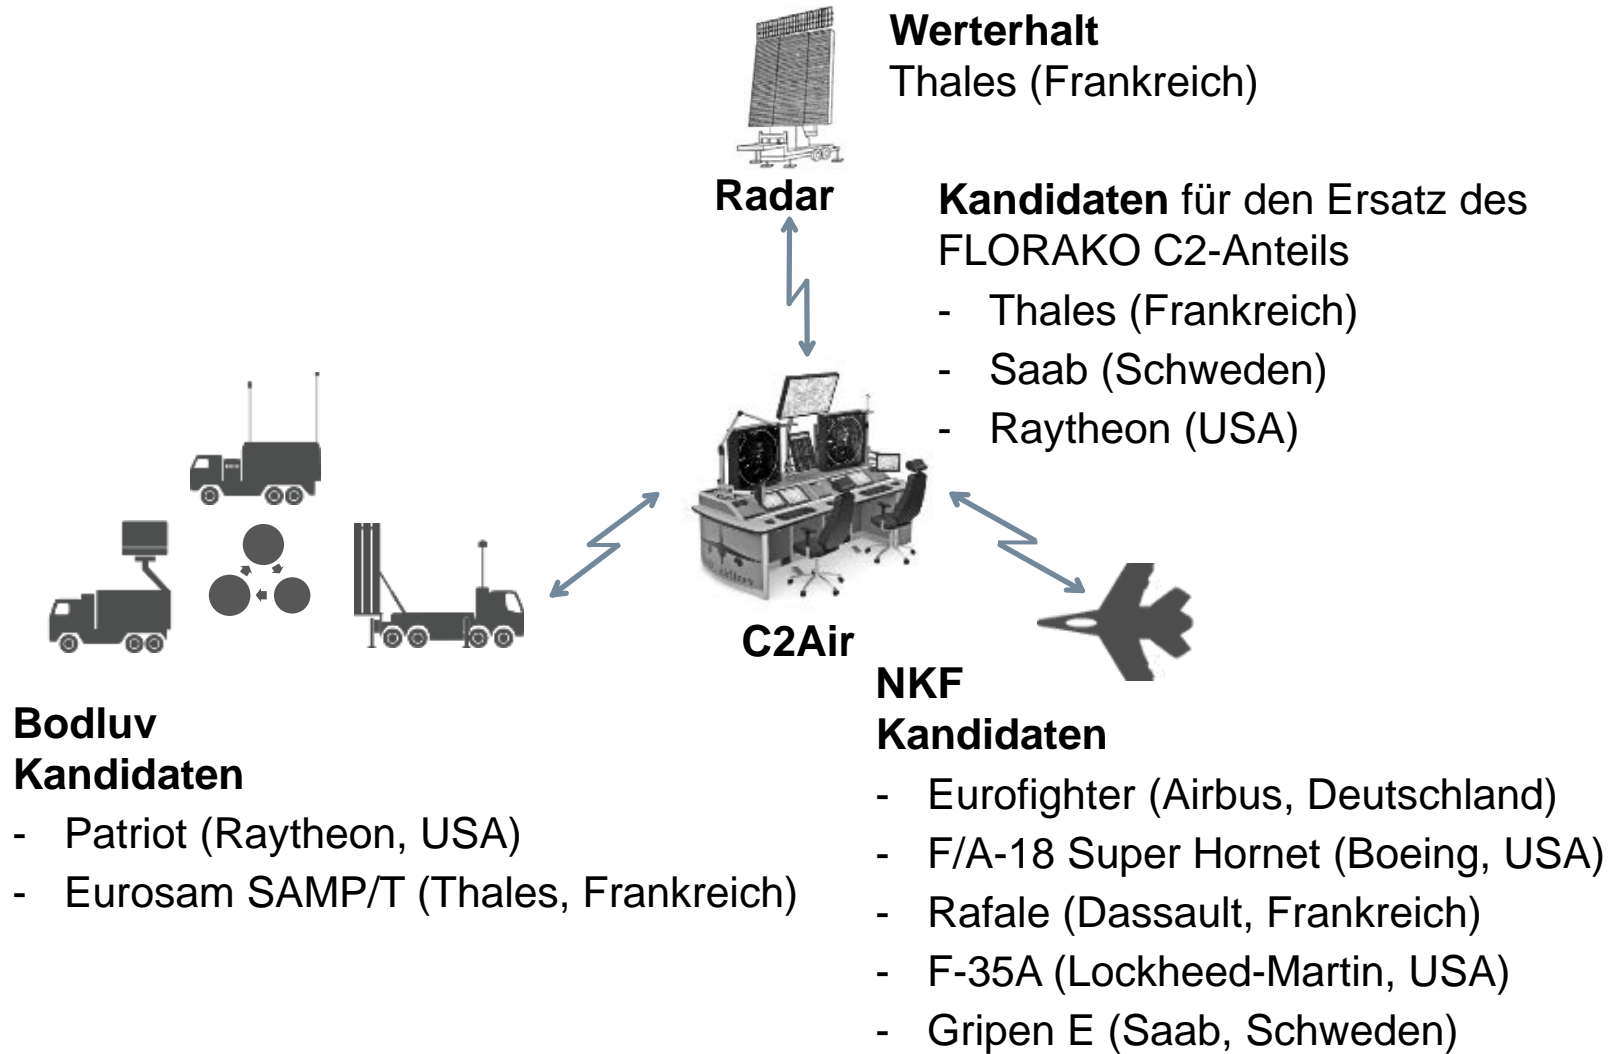 Werterhalt
Thales (Frankreich)
Radar
Kandidaten für den Ersatz des
FLORAKO C2-Anteils
- Thales (Frankreich)
- Saab (Schweden)
- Raytheon (USA)
C2Air
Bodluv
Kandidaten
- Patriot (Raytheon, USA)
- Eurosam SAMP/T (Thales, Frankreich)
NKF
Kandidaten
- Eurofighter (Airbus, Deutschland)
- F/A-18 Super Hornet (Boeing, USA)
- Rafale (Dassault, Frankreich)
- F-35A (Lockheed-Martin, USA)
- Gripen E (Saab, Schweden)